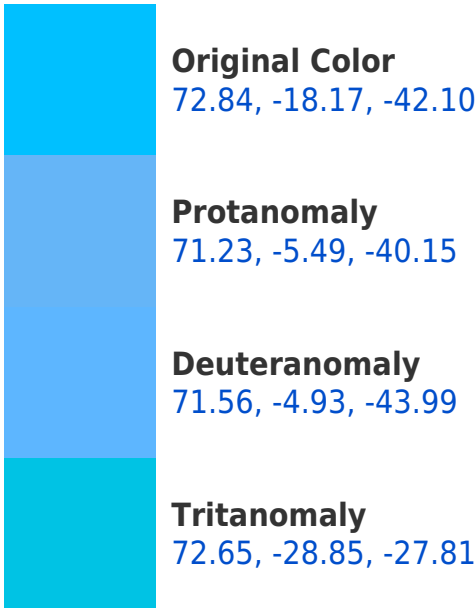 Original Color
72.84, -18.17, -42.10
Protanomaly
71.23, -5.49, -40.15
Deuteranomaly
71.56, -4.93, -43.99
Tritanomaly
72.65, -28.85, -27.81